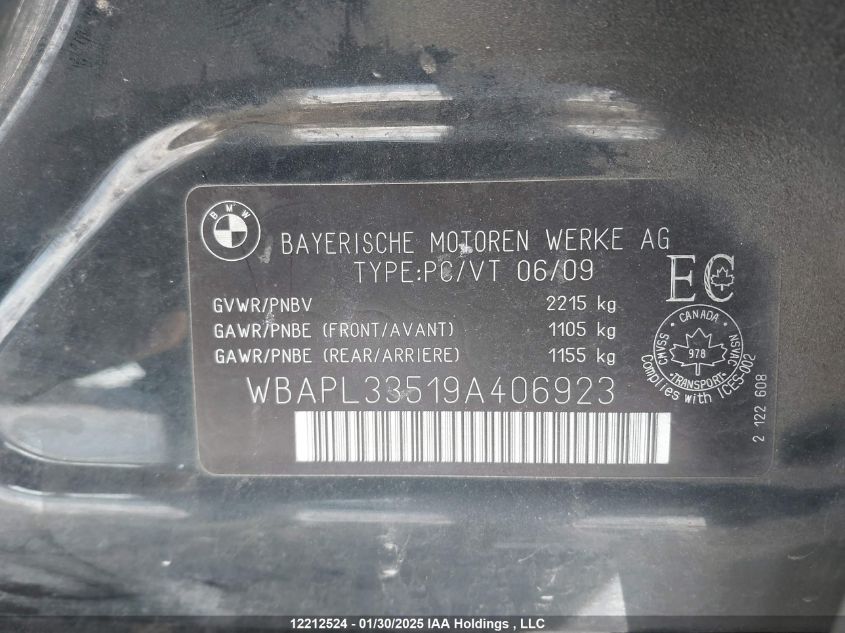 BMW
BAYERISCHE MOTOREN WERKE AG
TYPE:PC/VT 06/09
GVWR/PNBV 2215 kg
GAWR/PNBE (FRONT/AVANT) 1105 kg
GAWR/PNBE (REAR/ARRIERE) 1155 kg
WBAPL33519A406923
EC
CANADA
CMVSS
NSVAC
978
TRANSPORT
Complies with ICES-002
2 122 608
12212524 - 01/30/2025 IAA Holdings , LLC